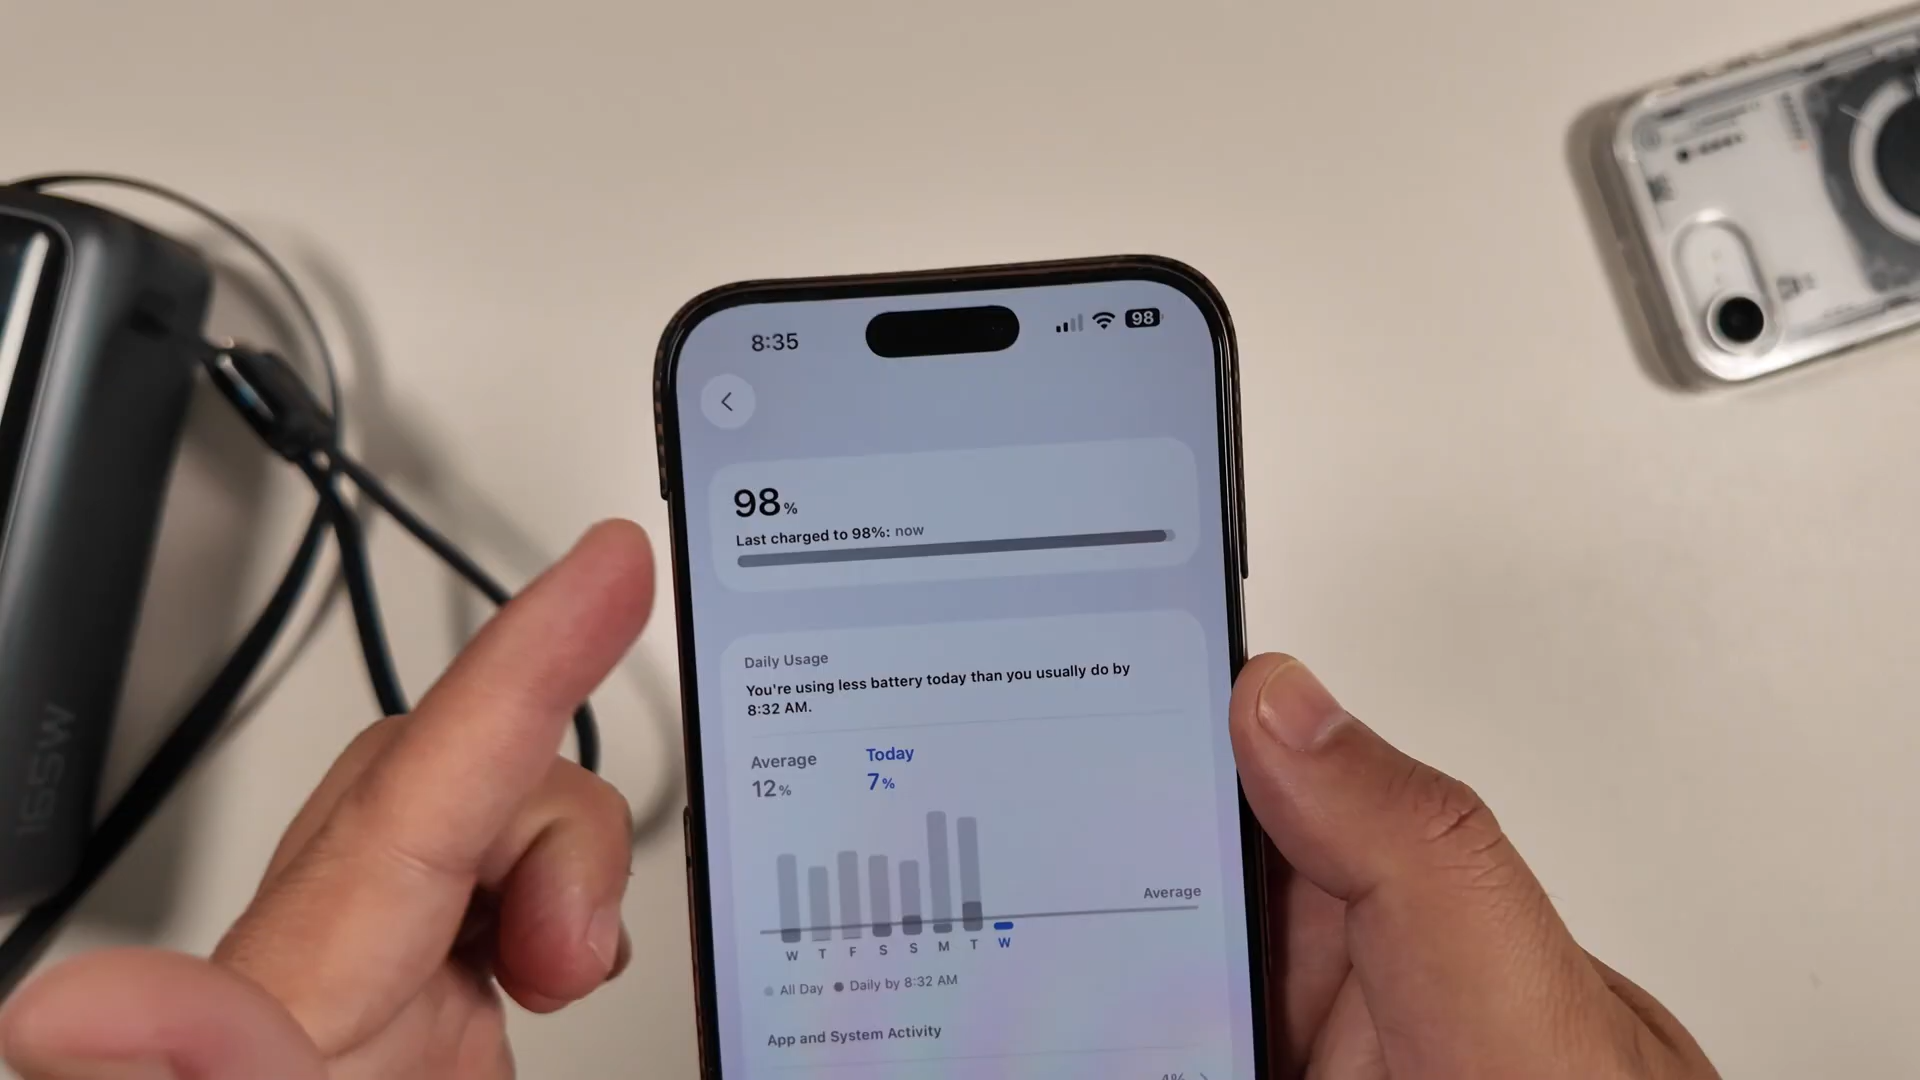 8:35
98
98%
Last charged to 98%: now
Daily Usage
You're using less battery today than you usually do by
8:32 AM.
Average
Today
12%
7%
Average
W T F S S M T W
All Day Daily by 8:32 AM
App and System Activity
165W